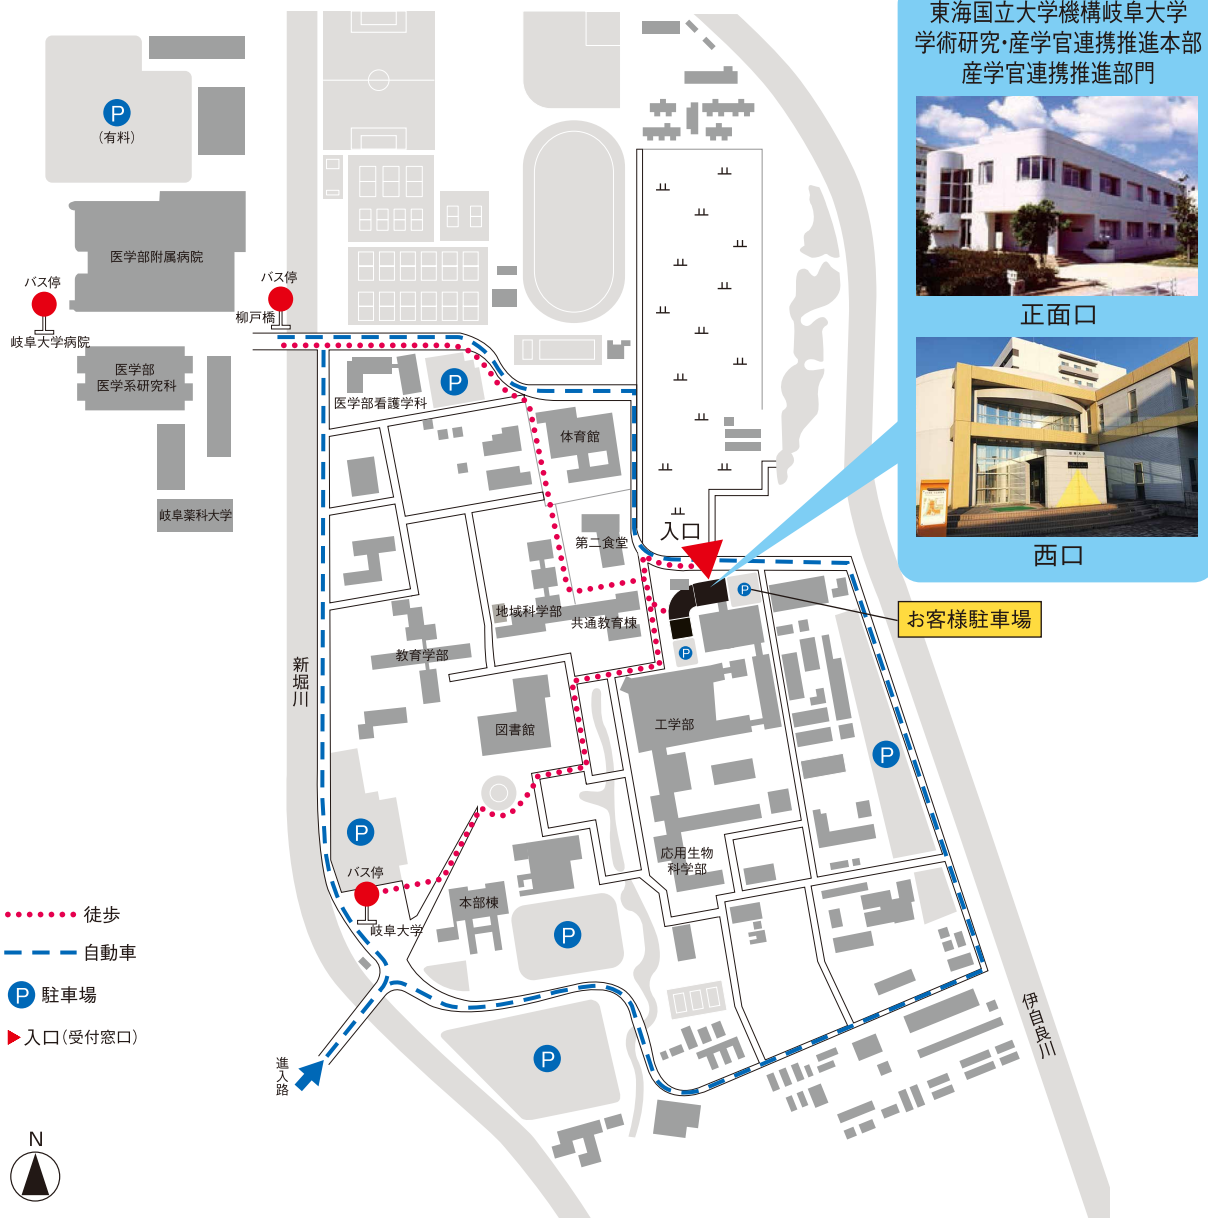 東海国立大学機構岐阜大学
学術研究・産学官連携推進本部
産学官連携推進部門
正面口
西口
お客様駐車場
P
(有料)
医学部附属病院
バス停
岐阜大学病院
バス停
柳戸橋
医学部
医学系研究科
岐阜薬科大学
医学部看護学科
P
体育館
第二食堂
入口
地域科学部
共通教育棟
教育学部
P
P
図書館
工学部
P
新堀川
P
応用生物
科学部
バス停
岐阜大学
本部棟
P
P
伊自良川
進入路
徒歩
自動車
P 駐車場
入口(受付窓口)
N